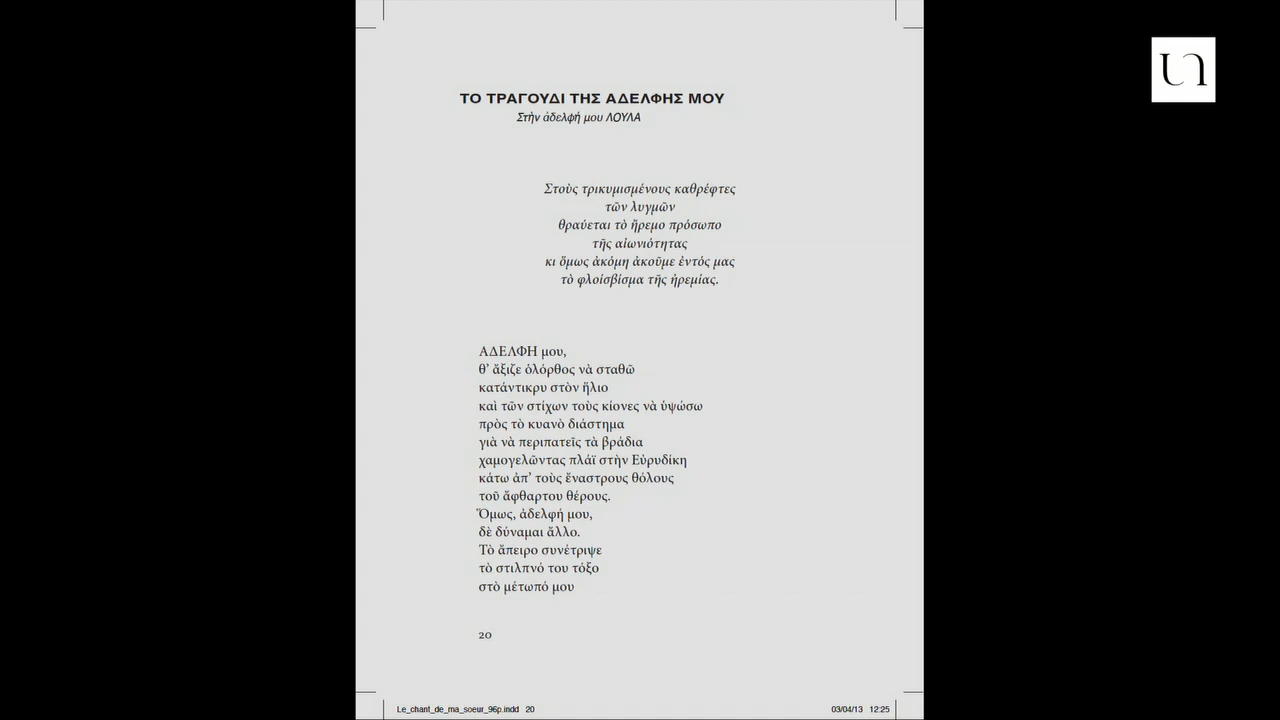 ΤΟ ΤΡΑΓΟΥΔΙ ΤΗΣ ΑΔΕΛΦΗΣ ΜΟΥ
Στὴν ἀδελφή μου ΛΟΥΛΑ
Στοὺς τρικυμισμένους καθρέφτες
τῶν λυγμῶν
θραύεται τὸ ἤρεμο πρόσωπο
τῆς αἰωνιότητας
κι ὅμως ἀκόμη ἀκοῦμε ἐντός μας
τὸ φλοίσβισμα τῆς ἠρεμίας.
ΑΔΕΛΦΗ μου,
θ’ ἄξιζε ὁλόρθος νὰ σταθῶ
κατάντικρυ στὸν ἥλιο
καὶ τῶν στίχων τοὺς κίονες νὰ ὑψώσω
πρὸς τὸ κυανὸ διάστημα
γιὰ νὰ περιπατεῖς τὰ βράδια
χαμογελῶντας πλάϊ στὴν Εὐρυδίκη
κάτω ἀπ’ τοὺς ἔναστρους θόλους
τοῦ ἄφθαρτου θέρους.
Ὅμως, ἀδελφή μου,
δὲ δύναμαι ἄλλο.
Τὸ ἄπειρο συνέτριψε
τὸ στιλπνό του τόξο
στὸ μέτωπό μου
20
Le_chant_de_ma_soeur_96p.indd 20
03/04/13 12:25